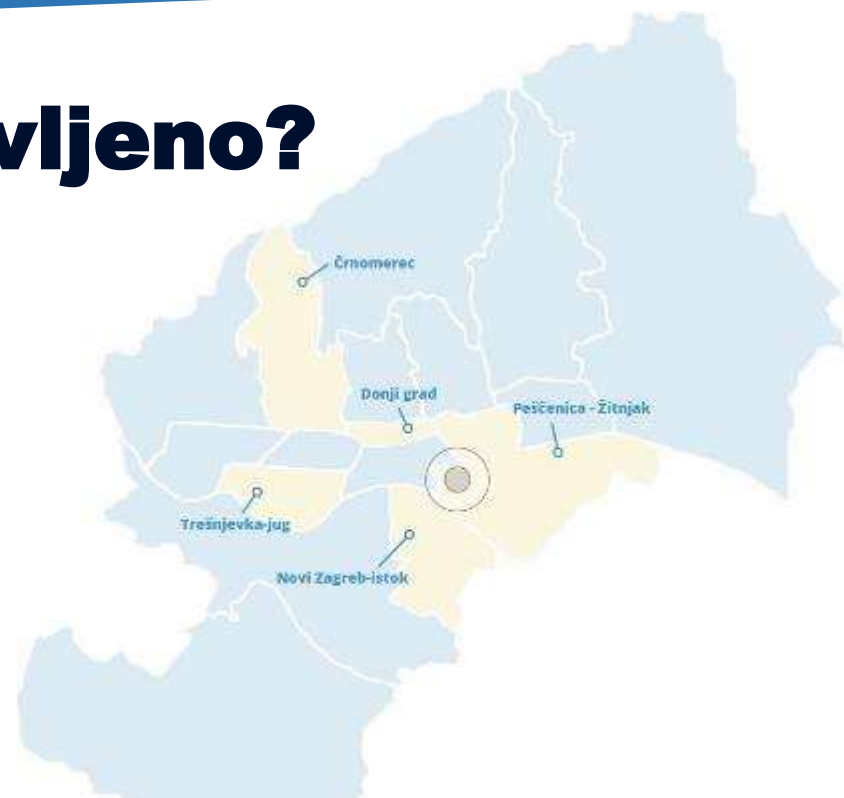 vljeno?
Črnomerec
Donji grad
Peščenica - Žitnjak
Trešnjevka-jug
Novi Zagreb-istok